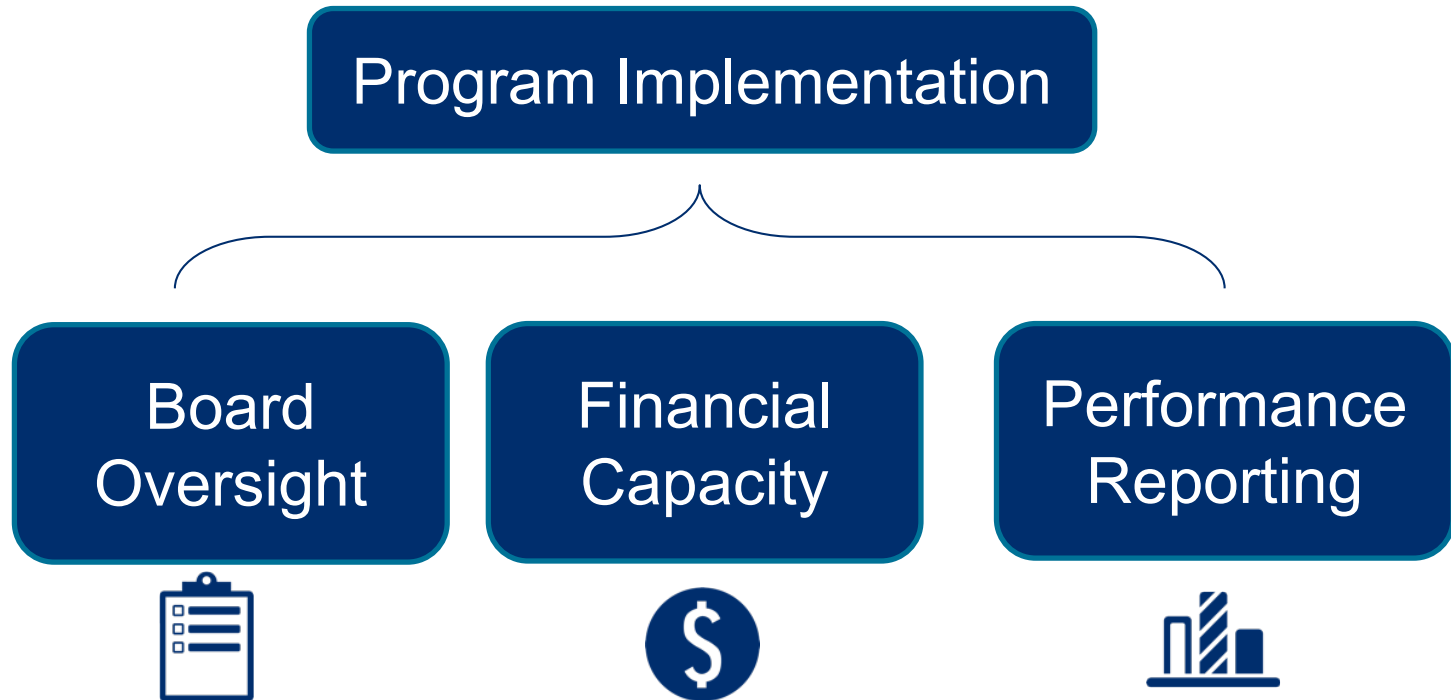 Program Implementation
Board
Oversight
Financial
Capacity
Performance
Reporting
$